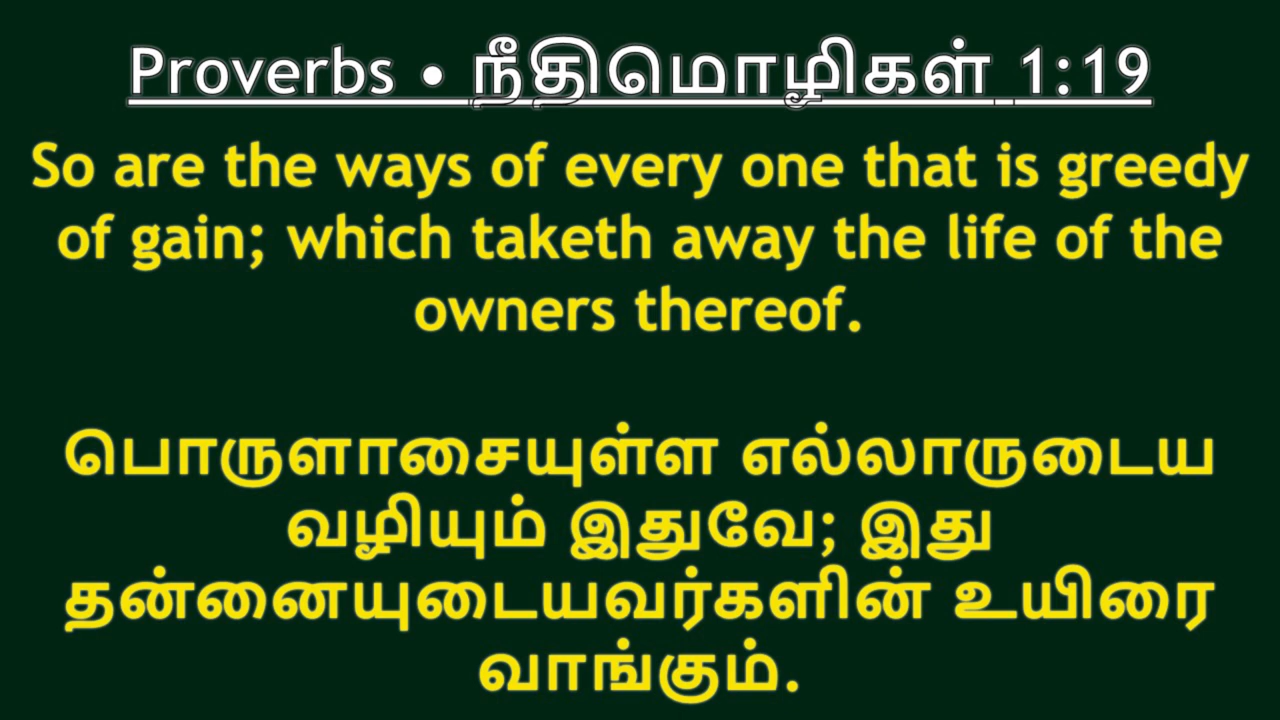 Proverbs • நீதிமொழிகள் 1:19
So are the ways of every one that is greedy
of gain; which taketh away the life of the
owners thereof.
பொருளாசையுள்ள எல்லாருடைய
வழியும் இதுவே; இது
தன்னையுடையவர்களின் உயிரை
வாங்கும்.